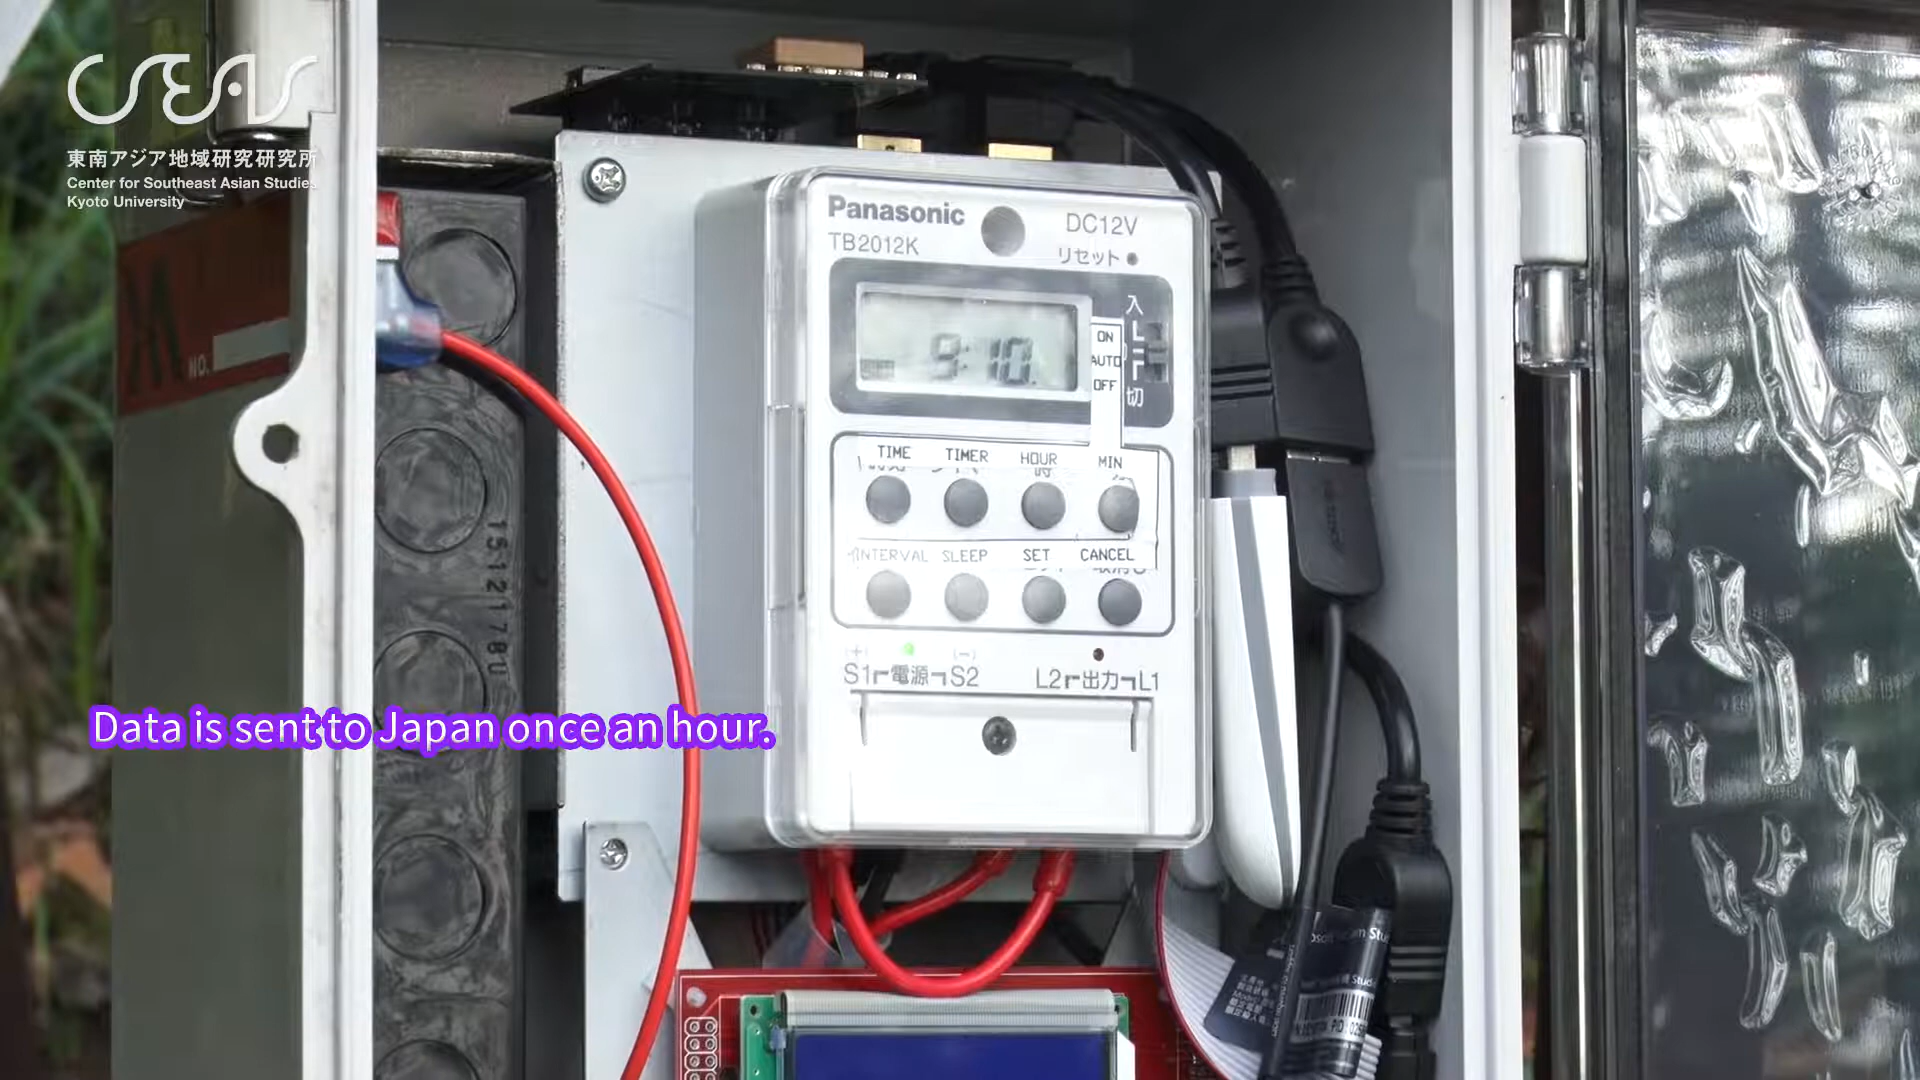 CSEAS
東南アジア地域研究研究所
Center for Southeast Asian Studies
Kyoto University
NO.
15121780
Panasonic
TB2012K
DC12V
リセット
入
9:10
ON
AUTO
OFF
切
TIME TIMER HOUR MIN
INTERVAL SLEEP SET CANCEL
(+) (−)
S1 電源 S2 L2 出力 L1
Data is sent to Japan once an hour.